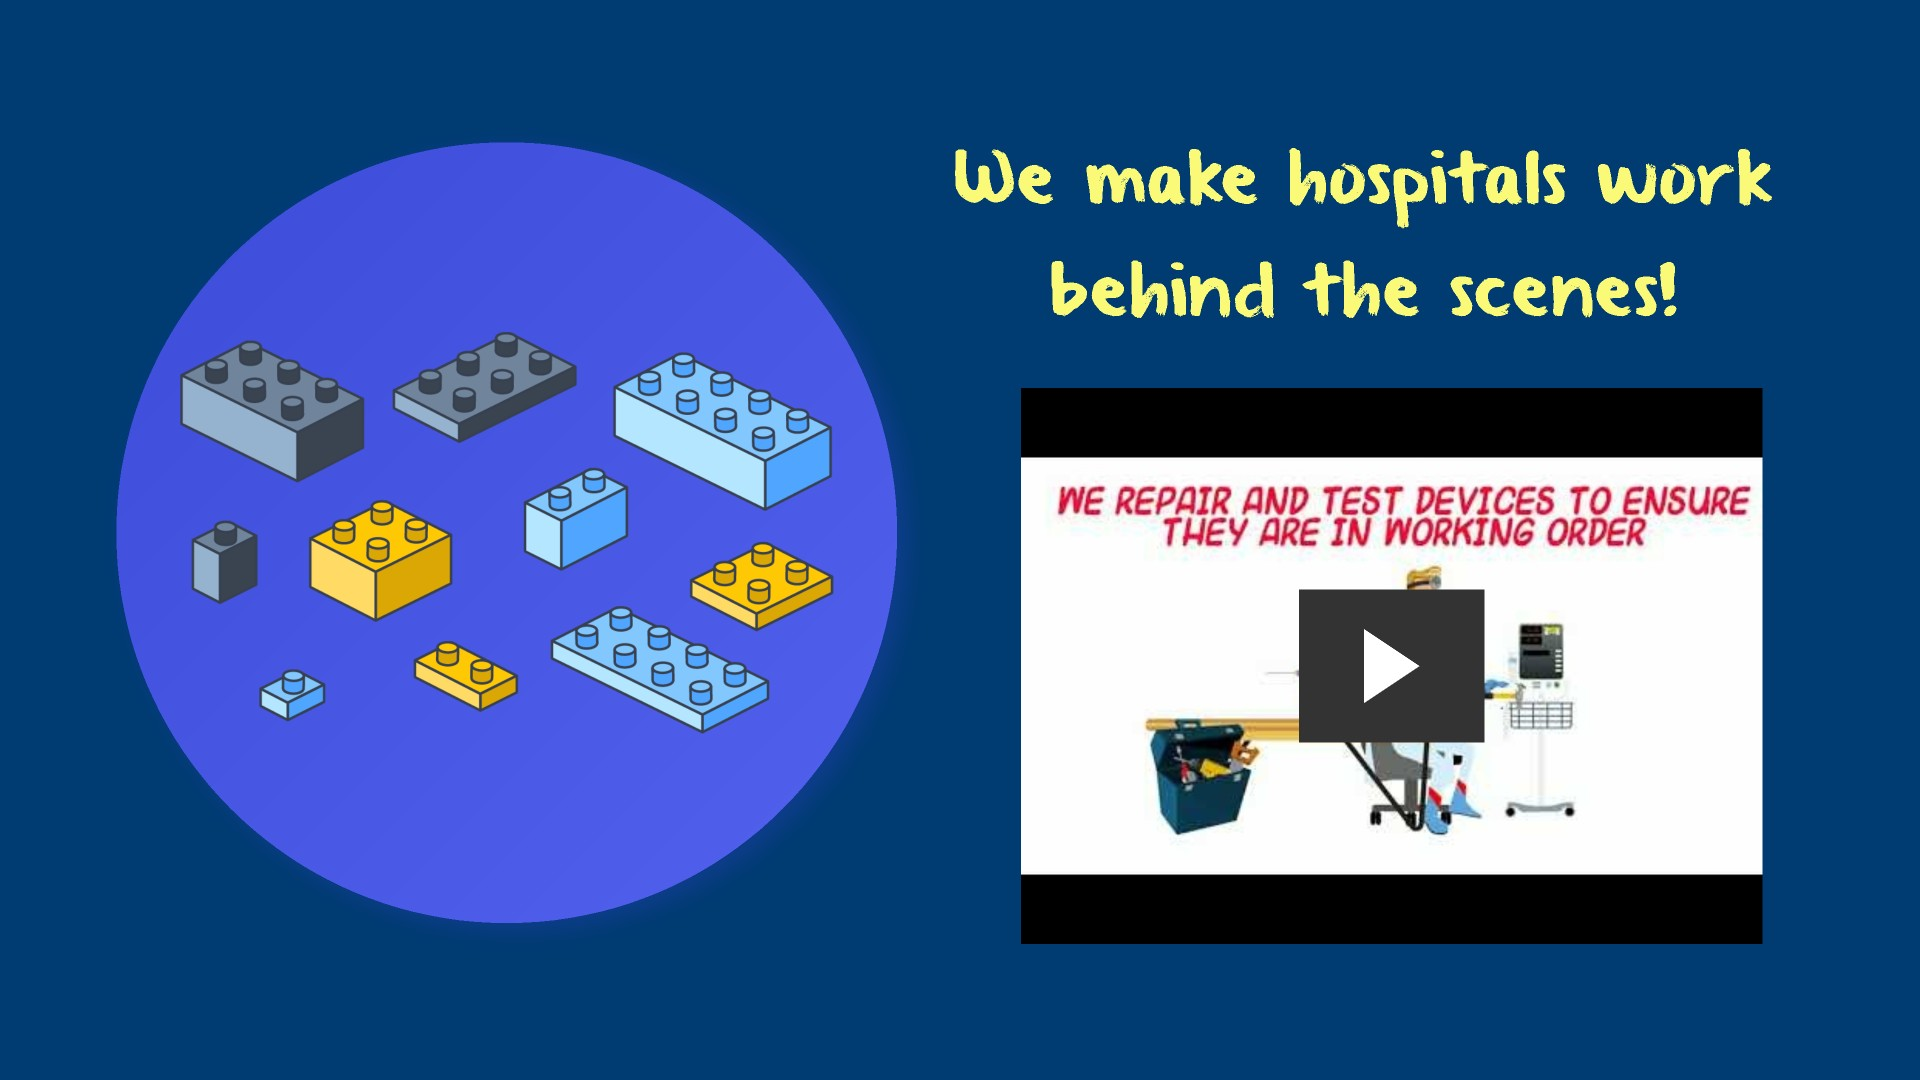 We make hospitals work
behind the scenes!
WE REPAIR AND TEST DEVICES TO ENSURE
THEY ARE IN WORKING ORDER